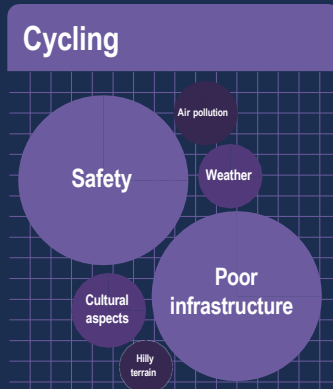 Cycling
Air pollution
Safety
Weather
Poor
infrastructure
Cultural
aspects
Hilly
terrain